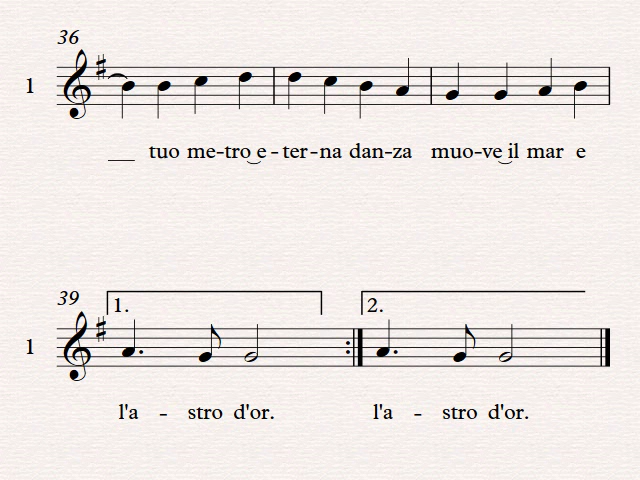 36
1
__ tuo me-tro‿e-ter-na dan-za muo-ve‿il mar e
39
1. 2.
1
l'a - stro d'or. l'a - stro d'or.